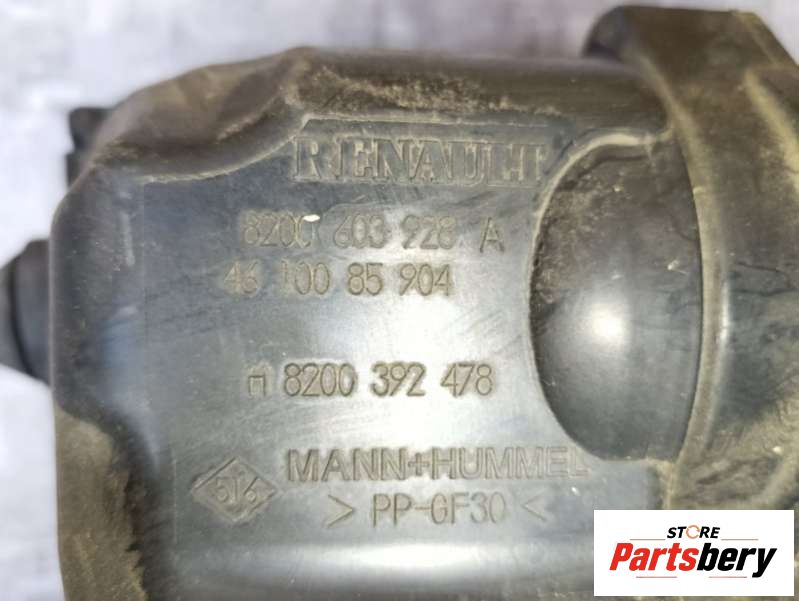 RENAULT
8200 603 928 A
46 100 85 904
H 8200 392 478
MANN+HUMMEL
516
> PP-GF30 <
STORE
Partsbery